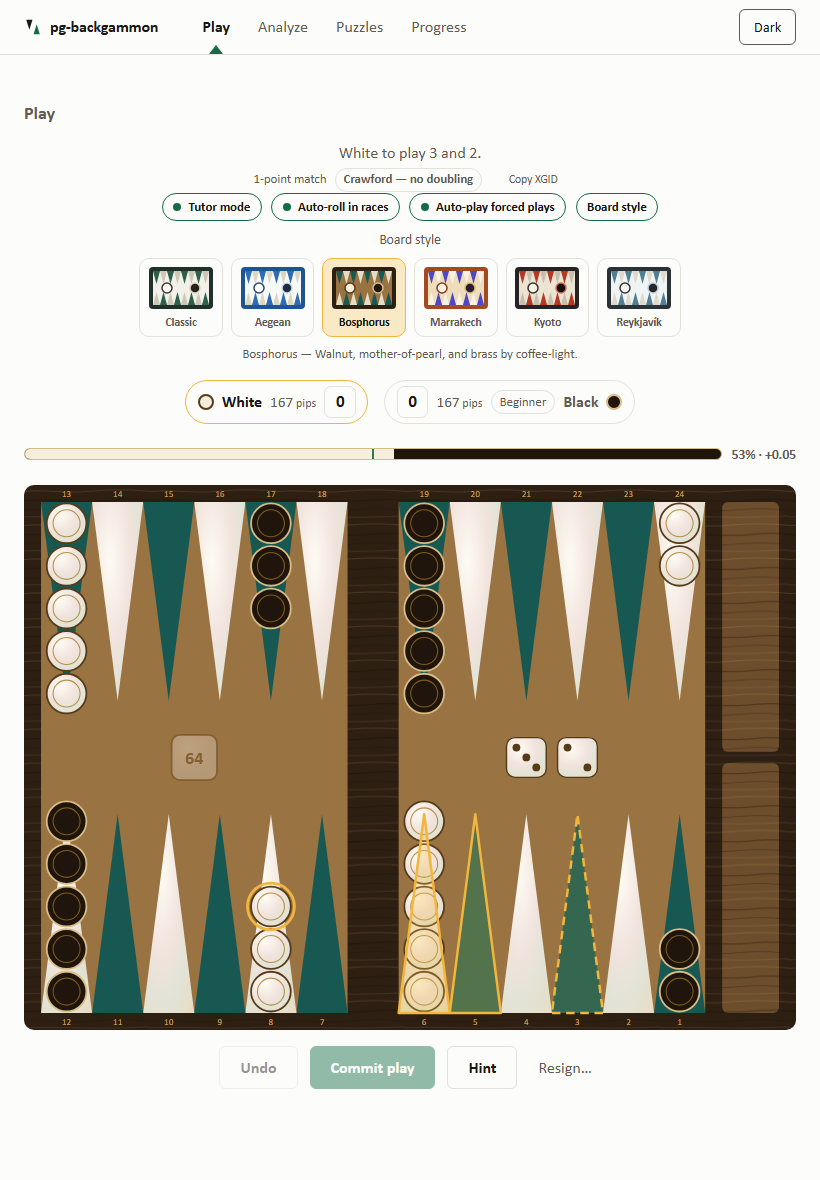 pg-backgammon Play Analyze Puzzles Progress Dark
Play
White to play 3 and 2.
1-point match Crawford — no doubling Copy XGID
Tutor mode Auto-roll in races Auto-play forced plays Board style
Board style
Classic Aegean Bosphorus Marrakech Kyoto Reykjavík
Bosphorus — Walnut, mother-of-pearl, and brass by coffee-light.
White 167 pips 0 0 167 pips Beginner Black
53% · +0.05
13 14 15 16 17 18 19 20 21 22 23 24
64
12 11 10 9 8 7 6 5 4 3 2 1
Undo Commit play Hint Resign...